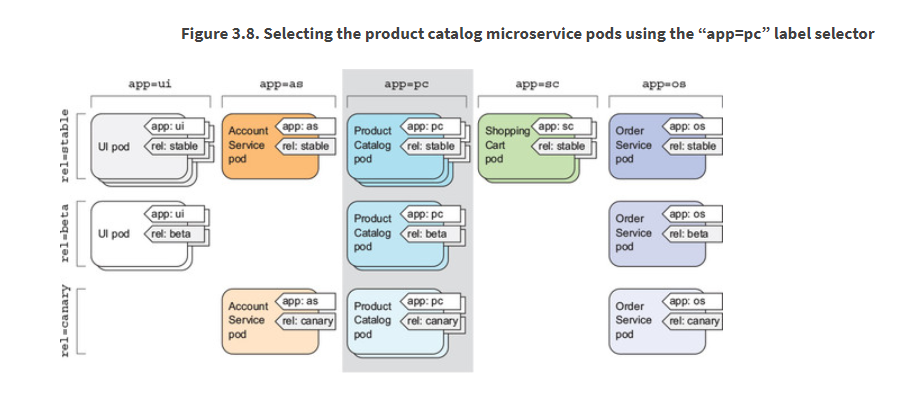 Figure 3.8. Selecting the product catalog microservice pods using the “app=pc” label selector
app=ui
app=as
app=pc
app=sc
app=os
rel=stable
UI pod
app: ui
rel: stable
Account
Service
pod
app: as
rel: stable
Product
Catalog
pod
app: pc
rel: stable
Shopping
Cart
pod
app: sc
rel: stable
Order
Service
pod
app: os
rel: stable
rel=beta
UI pod
app: ui
rel: beta
Product
Catalog
pod
app: pc
rel: beta
Order
Service
pod
app: os
rel: beta
rel=canary
Account
Service
pod
app: as
rel: canary
Product
Catalog
pod
app: pc
rel: canary
Order
Service
pod
app: os
rel: canary